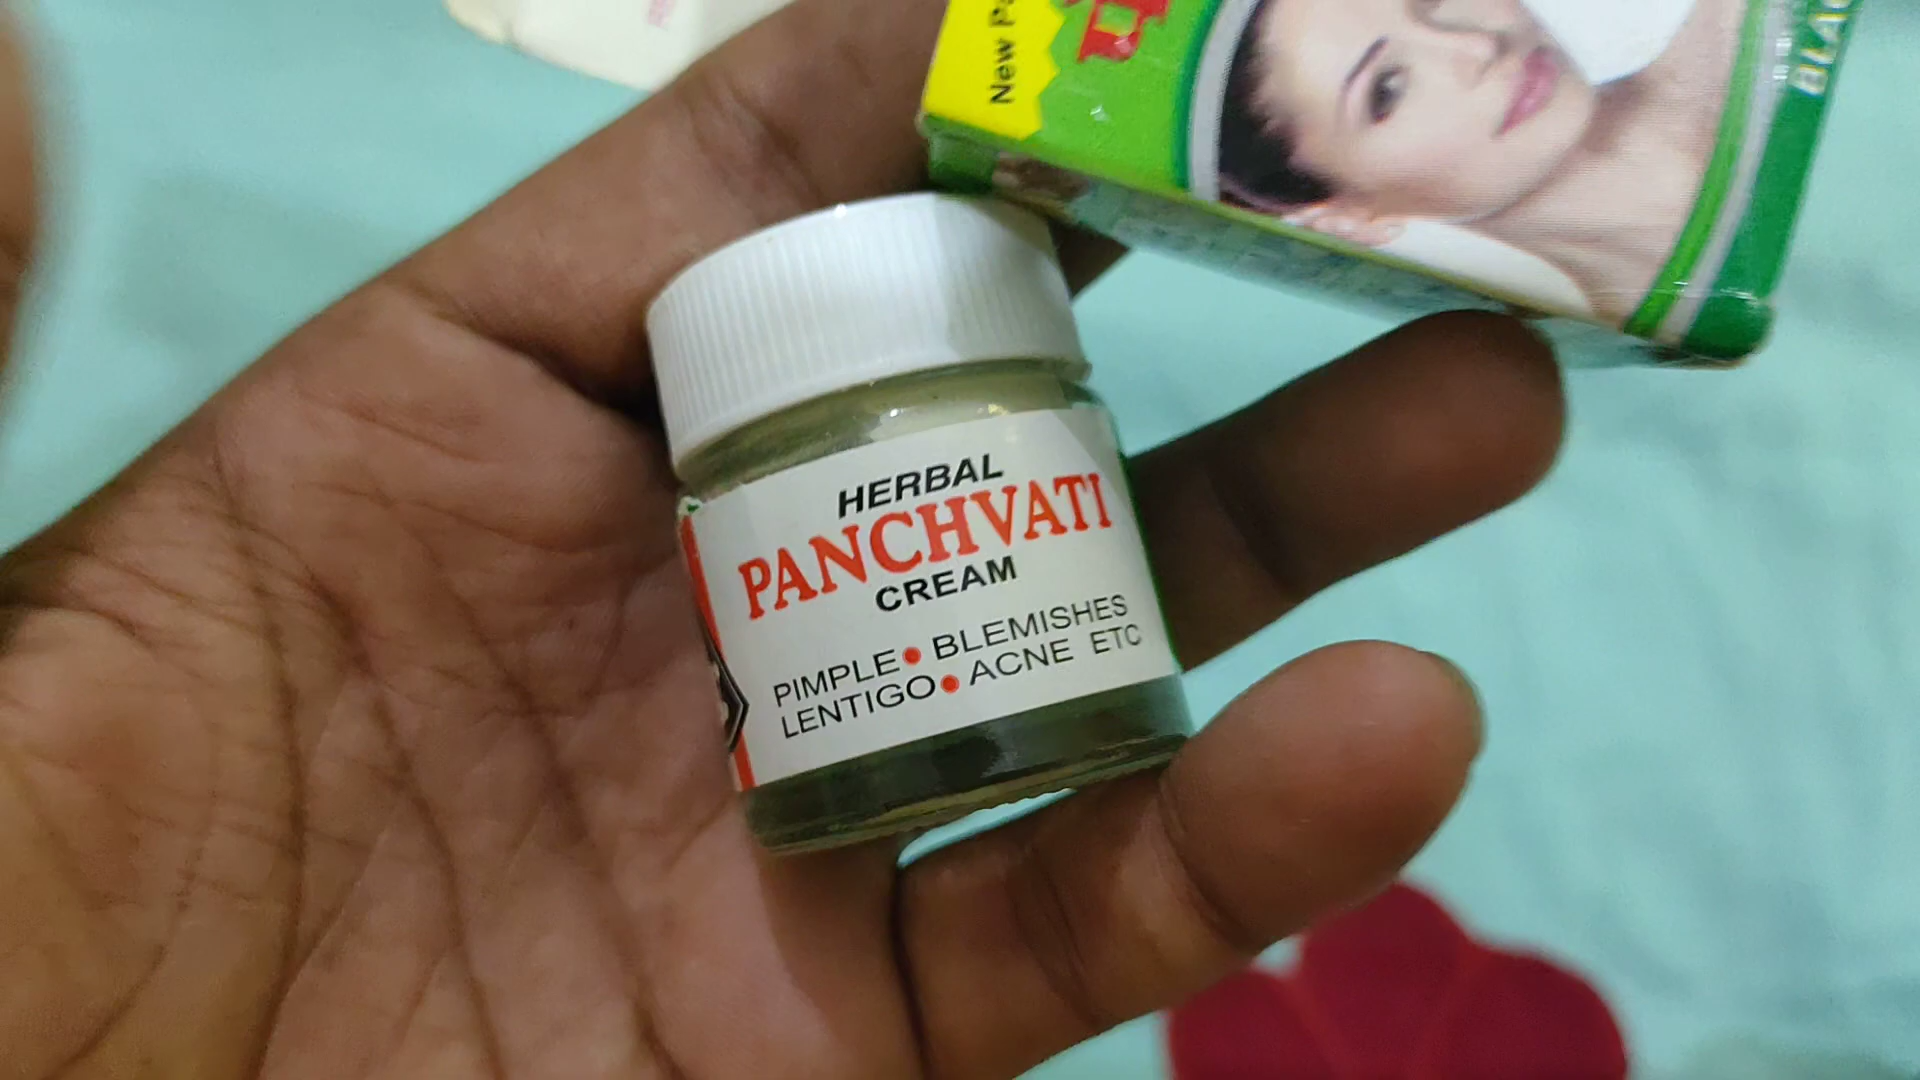 HERBAL
PANCHVATI
CREAM
PIMPLE • BLEMISHES
LENTIGO • ACNE ETC
New